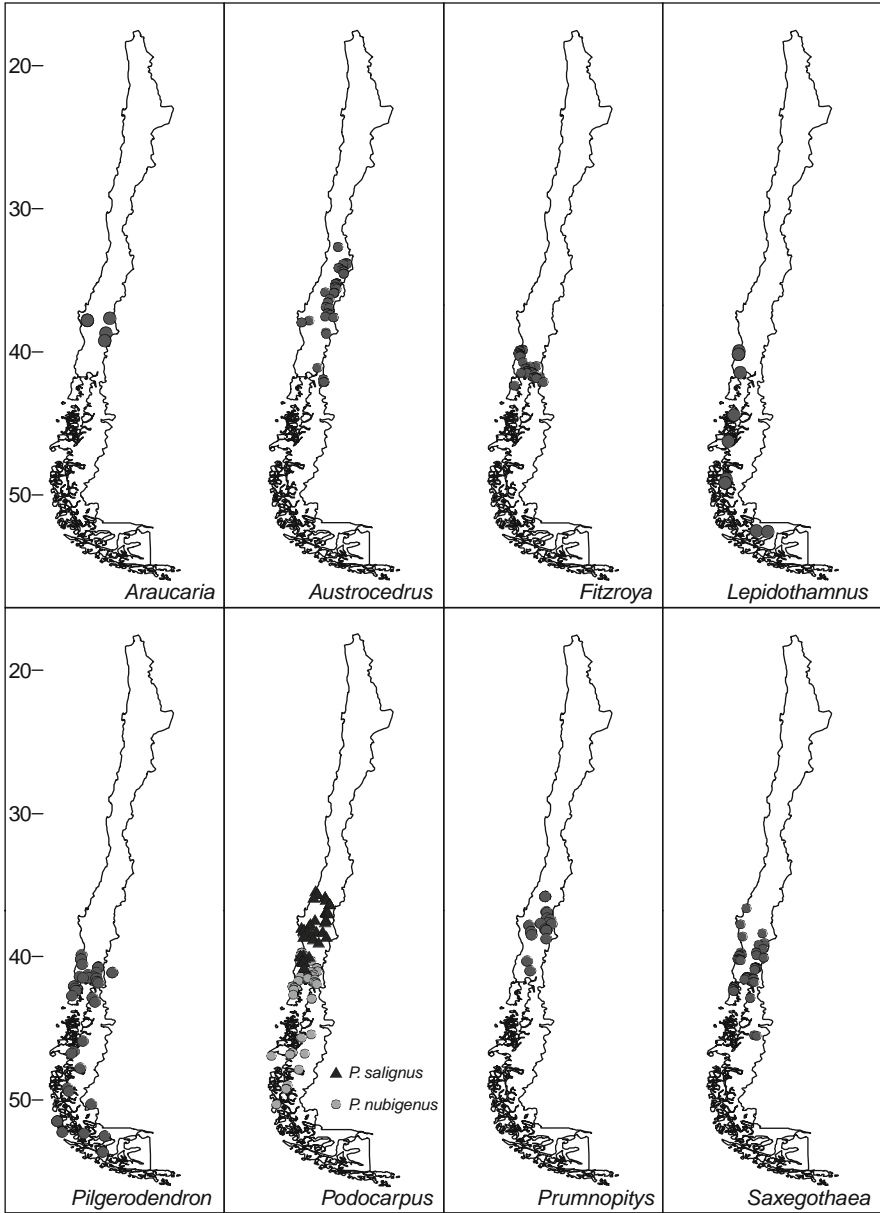 20
30
40
50
Araucaria
Austrocedrus
Fitzroya
Lepidothamnus
20
30
40
50
P. salignus
P. nubigenus
Pilgerodendron
Podocarpus
Prumnopitys
Saxegothaea